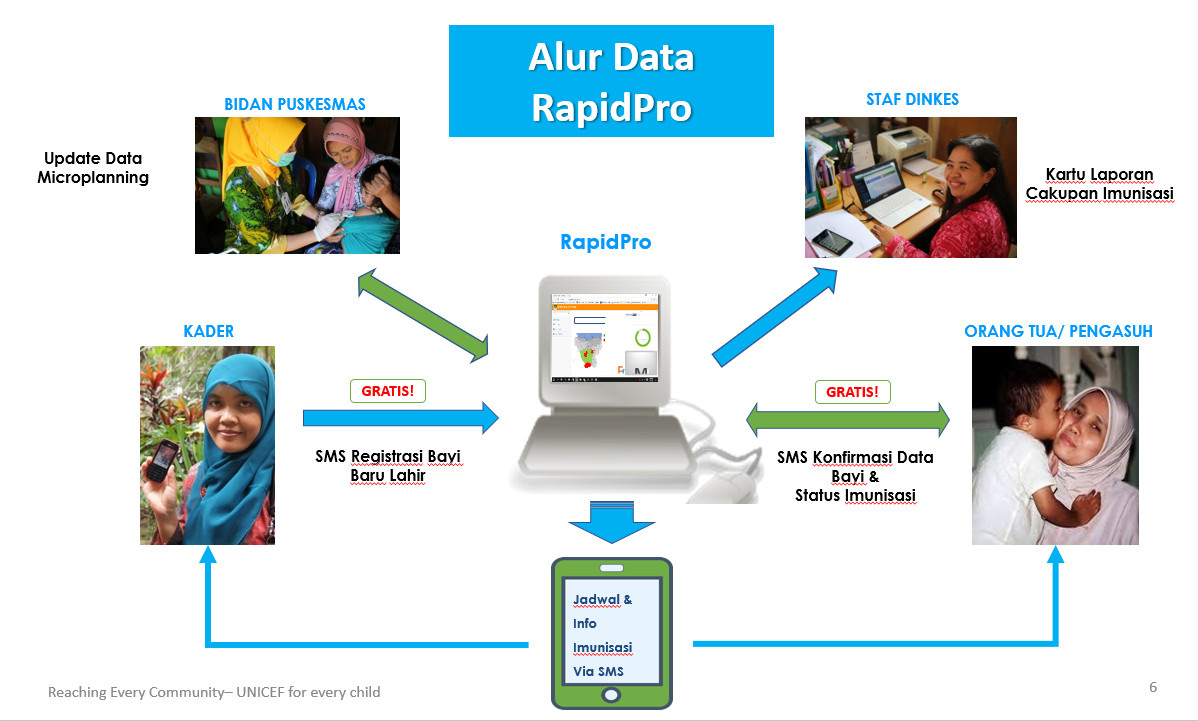 Alur Data
RapidPro
BIDAN PUSKESMAS
Update Data
Microplanning
STAF DINKES
Kartu Laporan
Cakupan Imunisasi
RapidPro
KADER
GRATIS!
SMS Registrasi Bayi
Baru Lahir
ORANG TUA/ PENGASUH
GRATIS!
SMS Konfirmasi Data
Bayi &
Status Imunisasi
Jadwal &
Info
Imunisasi
Via SMS
Reaching Every Community– UNICEF for every child
6